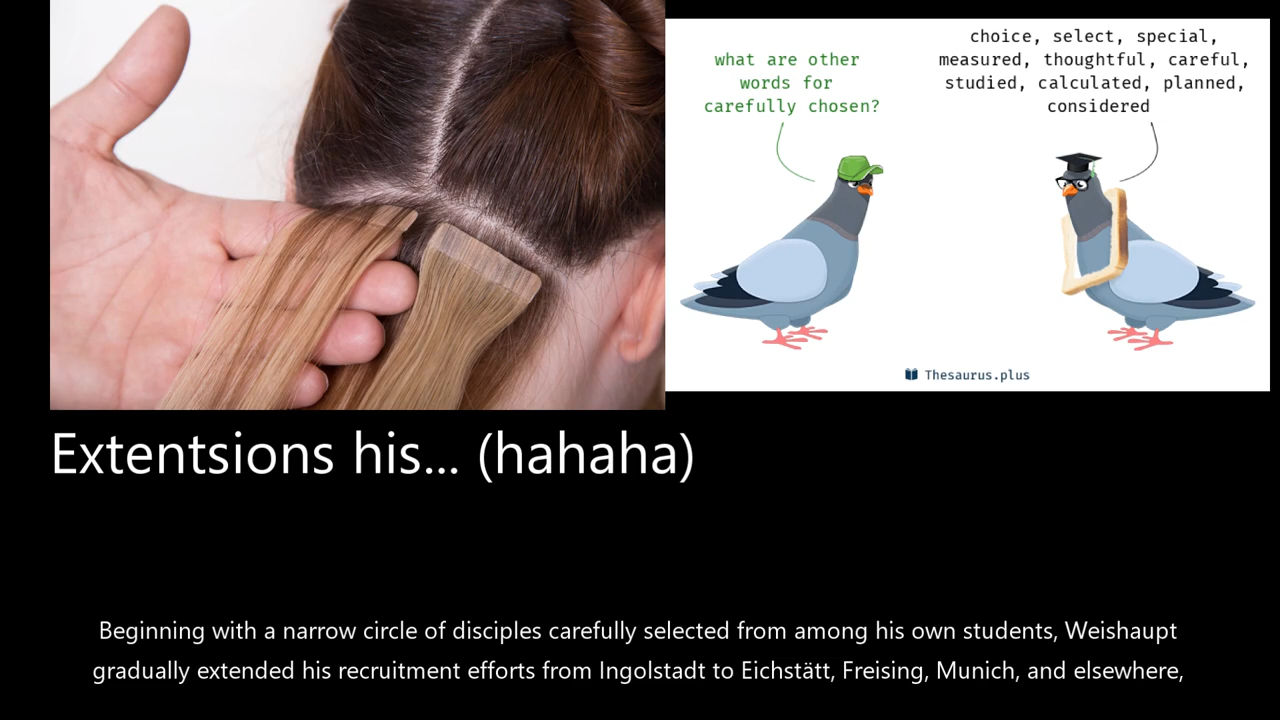 what are other
words for
carefully chosen?
choice, select, special,
measured, thoughtful, careful,
studied, calculated, planned,
considered
Thesaurus.plus
Extentsions his... (hahaha)
Beginning with a narrow circle of disciples carefully selected from among his own students, Weishaupt
gradually extended his recruitment efforts from Ingolstadt to Eichstätt, Freising, Munich, and elsewhere,